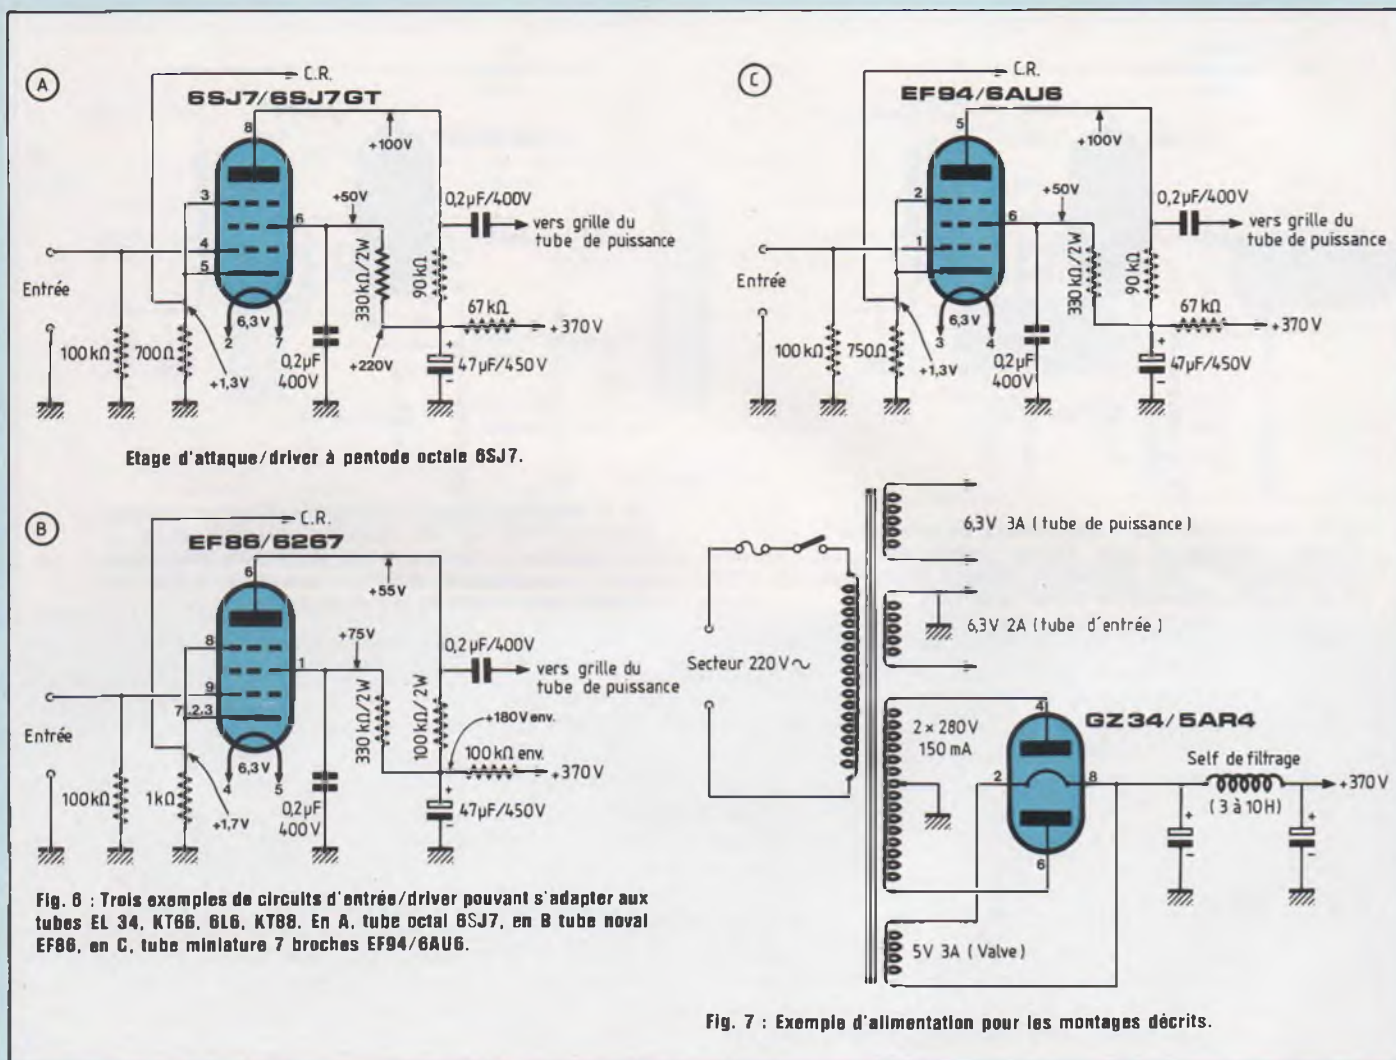 A
C.R.
6SJ7/6SJ7GT
8
+100V
3
+50V
6
0,2µF/400V
vers grille du
tube de puissance
4
5
Entrée
330kΩ/2W
90kΩ
67kΩ
+370V
6,3V
2
7
100kΩ
700Ω
+1,3V
0,2µF
400V
+220V
+
47µF/450V
-
Etage d'attaque/driver à pentode octale 6SJ7.
B
C.R.
EF86/6267
6
+55V
8
+75V
1
0,2µF/400V
vers grille du
tube de puissance
9
7 2,3
Entrée
330kΩ/2W
100kΩ/2W
+180V env.
100kΩ env.
+370V
6,3V
4
5
100kΩ
1kΩ
+1,7V
0,2µF
400V
+
47µF/450V
-
Fig. 6 : Trois exemples de circuits d'entrée/driver pouvant s'adapter aux
tubes EL 34, KT66, 6L6, KT88. En A, tube octal 6SJ7, en B tube noval
EF86, en C, tube miniature 7 broches EF94/6AU6.
C
C.R.
EF94/6AU6
5
+100V
2
+50V
6
0,2µF/400V
vers grille du
tube de puissance
1
Entrée
330kΩ/2W
90kΩ
67kΩ
+370V
6,3V
3
4
100kΩ
750Ω
+1,3V
0,2µF
400V
+
47µF/450V
-
6,3V 3A (tube de puissance)
6,3V 2A (tube d'entrée)
Secteur 220V~
2×280V
150mA
4
GZ34/5AR4
2
8
Self de filtrage
(3 à 10H)
+370V
6
+
-
+
-
5V 3A (Valve)
Fig. 7 : Exemple d'alimentation pour les montages décrits.